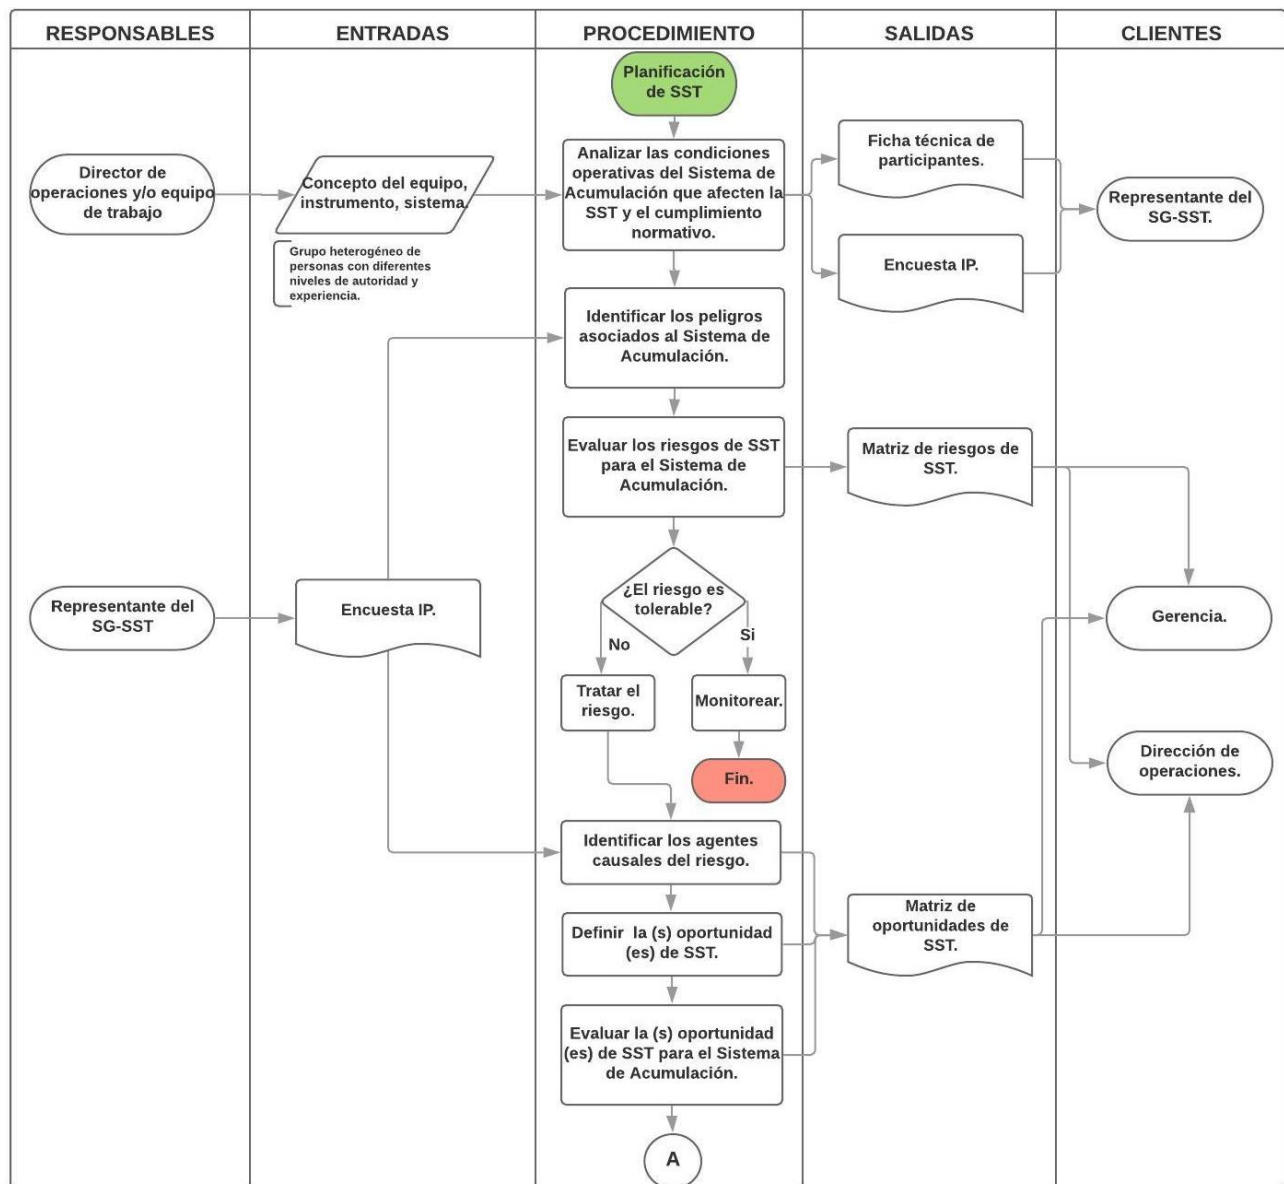 RESPONSABLES
ENTRADAS
PROCEDIMIENTO
SALIDAS
CLIENTES
Planificación
de SST
Director de
operaciones y/o equipo
de trabajo
Concepto del equipo,
instrumento, sistema.
Grupo heterogéneo de
personas con diferentes
niveles de autoridad y
experiencia.
Analizar las condiciones
operativas del Sistema de
Acumulación que afecten la
SST y el cumplimiento
normativo.
Ficha técnica de
participantes.
Encuesta IP.
Representante del
SG-SST.
Identificar los peligros
asociados al Sistema de
Acumulación.
Evaluar los riesgos de SST
para el Sistema de
Acumulación.
Matriz de riesgos de
SST.
¿El riesgo es
tolerable?
No
Si
Representante del
SG-SST
Encuesta IP.
Gerencia.
Tratar el
riesgo.
Monitorear.
Fin.
Dirección de
operaciones.
Identificar los agentes
causales del riesgo.
Definir la (s) oportunidad
(es) de SST.
Matriz de
oportunidades de
SST.
Evaluar la (s) oportunidad
(es) de SST para el Sistema
de Acumulación.
A